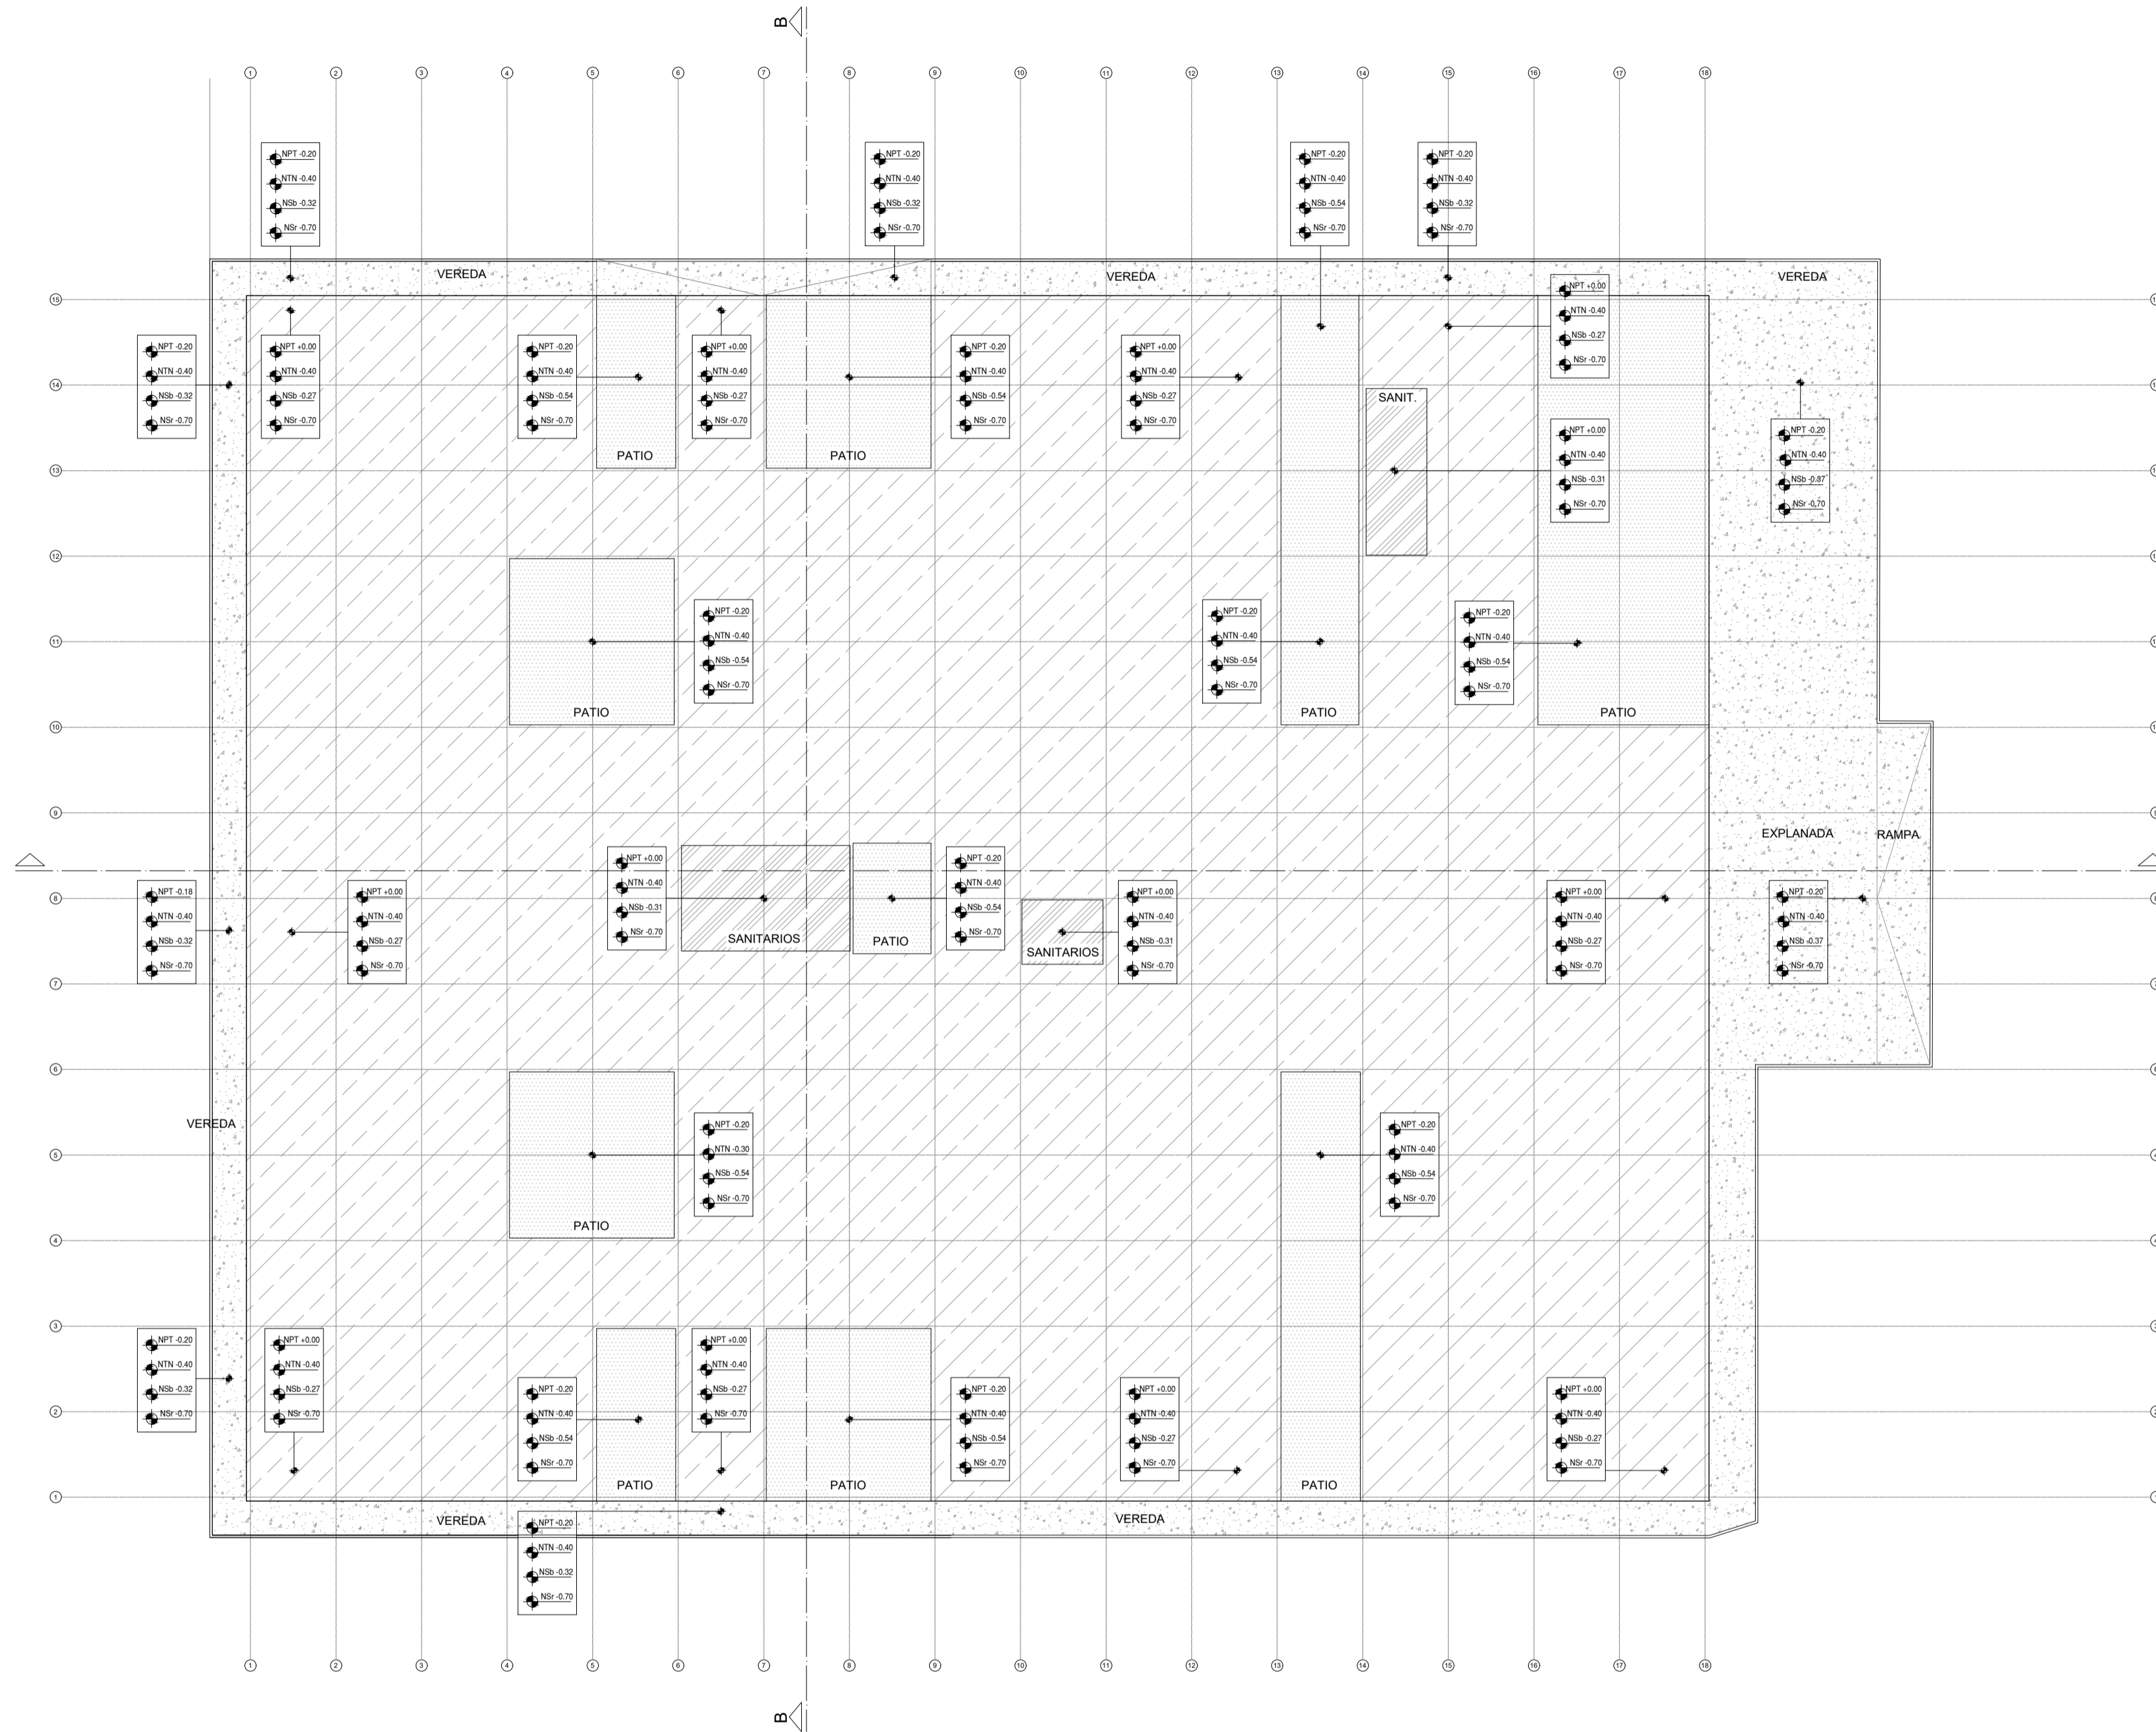 B
1 2 3 4 5 6 7 8 9 10 11 12 13 14 15 16 17 18
NPT -0.20
NTN -0.40
NSb -0.32
NSr -0.70
NPT -0.20
NTN -0.40
NSb -0.32
NSr -0.70
NPT -0.20
NTN -0.40
NSb -0.54
NSr -0.70
NPT -0.20
NTN -0.40
NSb -0.32
NSr -0.70
VEREDA
VEREDA
VEREDA
15
NPT +0.00
NTN -0.40
NSb -0.27
NSr -0.70
NPT -0.20
NTN -0.40
NSb -0.32
NSr -0.70
NPT +0.00
NTN -0.40
NSb -0.27
NSr -0.70
NPT -0.20
NTN -0.40
NSb -0.54
NSr -0.70
NPT +0.00
NTN -0.40
NSb -0.27
NSr -0.70
NPT -0.20
NTN -0.40
NSb -0.54
NSr -0.70
NPT +0.00
NTN -0.40
NSb -0.27
NSr -0.70
14
SANIT.
NPT +0.00
NTN -0.40
NSb -0.31
NSr -0.70
NPT -0.20
NTN -0.40
NSb -0.37
NSr -0.70
PATIO
PATIO
13
12
NPT -0.20
NTN -0.40
NSb -0.54
NSr -0.70
NPT -0.20
NTN -0.40
NSb -0.54
NSr -0.70
NPT -0.20
NTN -0.40
NSb -0.54
NSr -0.70
11
PATIO
PATIO
PATIO
10
9
EXPLANADA
RAMPA
NPT +0.00
NTN -0.40
NSb -0.31
NSr -0.70
NPT -0.20
NTN -0.40
NSb -0.54
NSr -0.70
NPT -0.18
NTN -0.40
NSb -0.32
NSr -0.70
NPT +0.00
NTN -0.40
NSb -0.27
NSr -0.70
NPT +0.00
NTN -0.40
NSb -0.31
NSr -0.70
NPT +0.00
NTN -0.40
NSb -0.27
NSr -0.70
NPT -0.20
NTN -0.40
NSb -0.37
NSr -0.70
8
SANITARIOS
PATIO
SANITARIOS
7
6
VEREDA
NPT -0.20
NTN -0.30
NSb -0.54
NSr -0.70
NPT -0.20
NTN -0.40
NSb -0.54
NSr -0.70
5
PATIO
4
3
NPT -0.20
NTN -0.40
NSb -0.32
NSr -0.70
NPT +0.00
NTN -0.40
NSb -0.27
NSr -0.70
NPT +0.00
NTN -0.40
NSb -0.27
NSr -0.70
NPT -0.20
NTN -0.40
NSb -0.54
NSr -0.70
NPT -0.20
NTN -0.40
NSb -0.54
NSr -0.70
NPT +0.00
NTN -0.40
NSb -0.27
NSr -0.70
NPT +0.00
NTN -0.40
NSb -0.27
NSr -0.70
2
PATIO
PATIO
PATIO
1
VEREDA
VEREDA
NPT -0.20
NTN -0.40
NSb -0.32
NSr -0.70
1 2 3 4 5 6 7 8 9 10 11 12 13 14 15 16 17 18
B